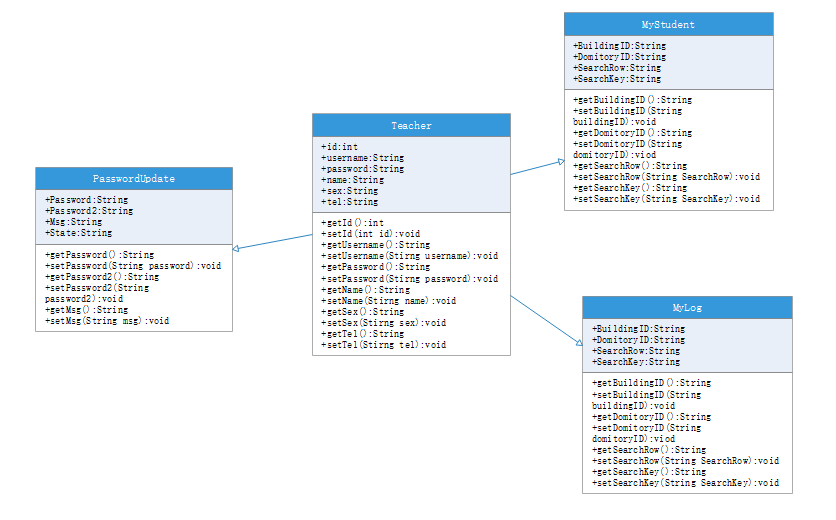 MyStudent
+BuildingID:String
+DomitoryID:String
+SearchRow:String
+SearchKey:String
+getBuildingID():String
+setBuildingID(String
buildingID):void
+getDomitoryID():String
+setDomitoryID(String
domitoryID):viod
+getSearchRow():String
+setSearchRow(String SearchRow):void
+getSearchKey():String
+setSearchKey(String SearchKey):void
Teacher
+id:int
+username:String
+password:String
+name:String
+sex:String
+tel:String
+getId():int
+setId(int id):void
+getUsername():String
+setUsername(Stirng username):void
+getPassword():String
+setPassword(Stirng password):void
+getName():String
+setName(Stirng name):void
+getSex():String
+setSex(Stirng sex):void
+getTel():String
+setTel(Stirng tel):void
PasswordUpdate
+Password:String
+Password2:String
+Msg:String
+State:String
+getPassword():String
+setPassword(String password):void
+getPassword2():String
+setPassword2(String
password2):void
+getMsg():String
+setMsg(String msg):void
MyLog
+BuildingID:String
+DomitoryID:String
+SearchRow:String
+SearchKey:String
+getBuildingID():String
+setBuildingID(String
buildingID):void
+getDomitoryID():String
+setDomitoryID(String
domitoryID):viod
+getSearchRow():String
+setSearchRow(String SearchRow):void
+getSearchKey():String
+setSearchKey(String SearchKey):void